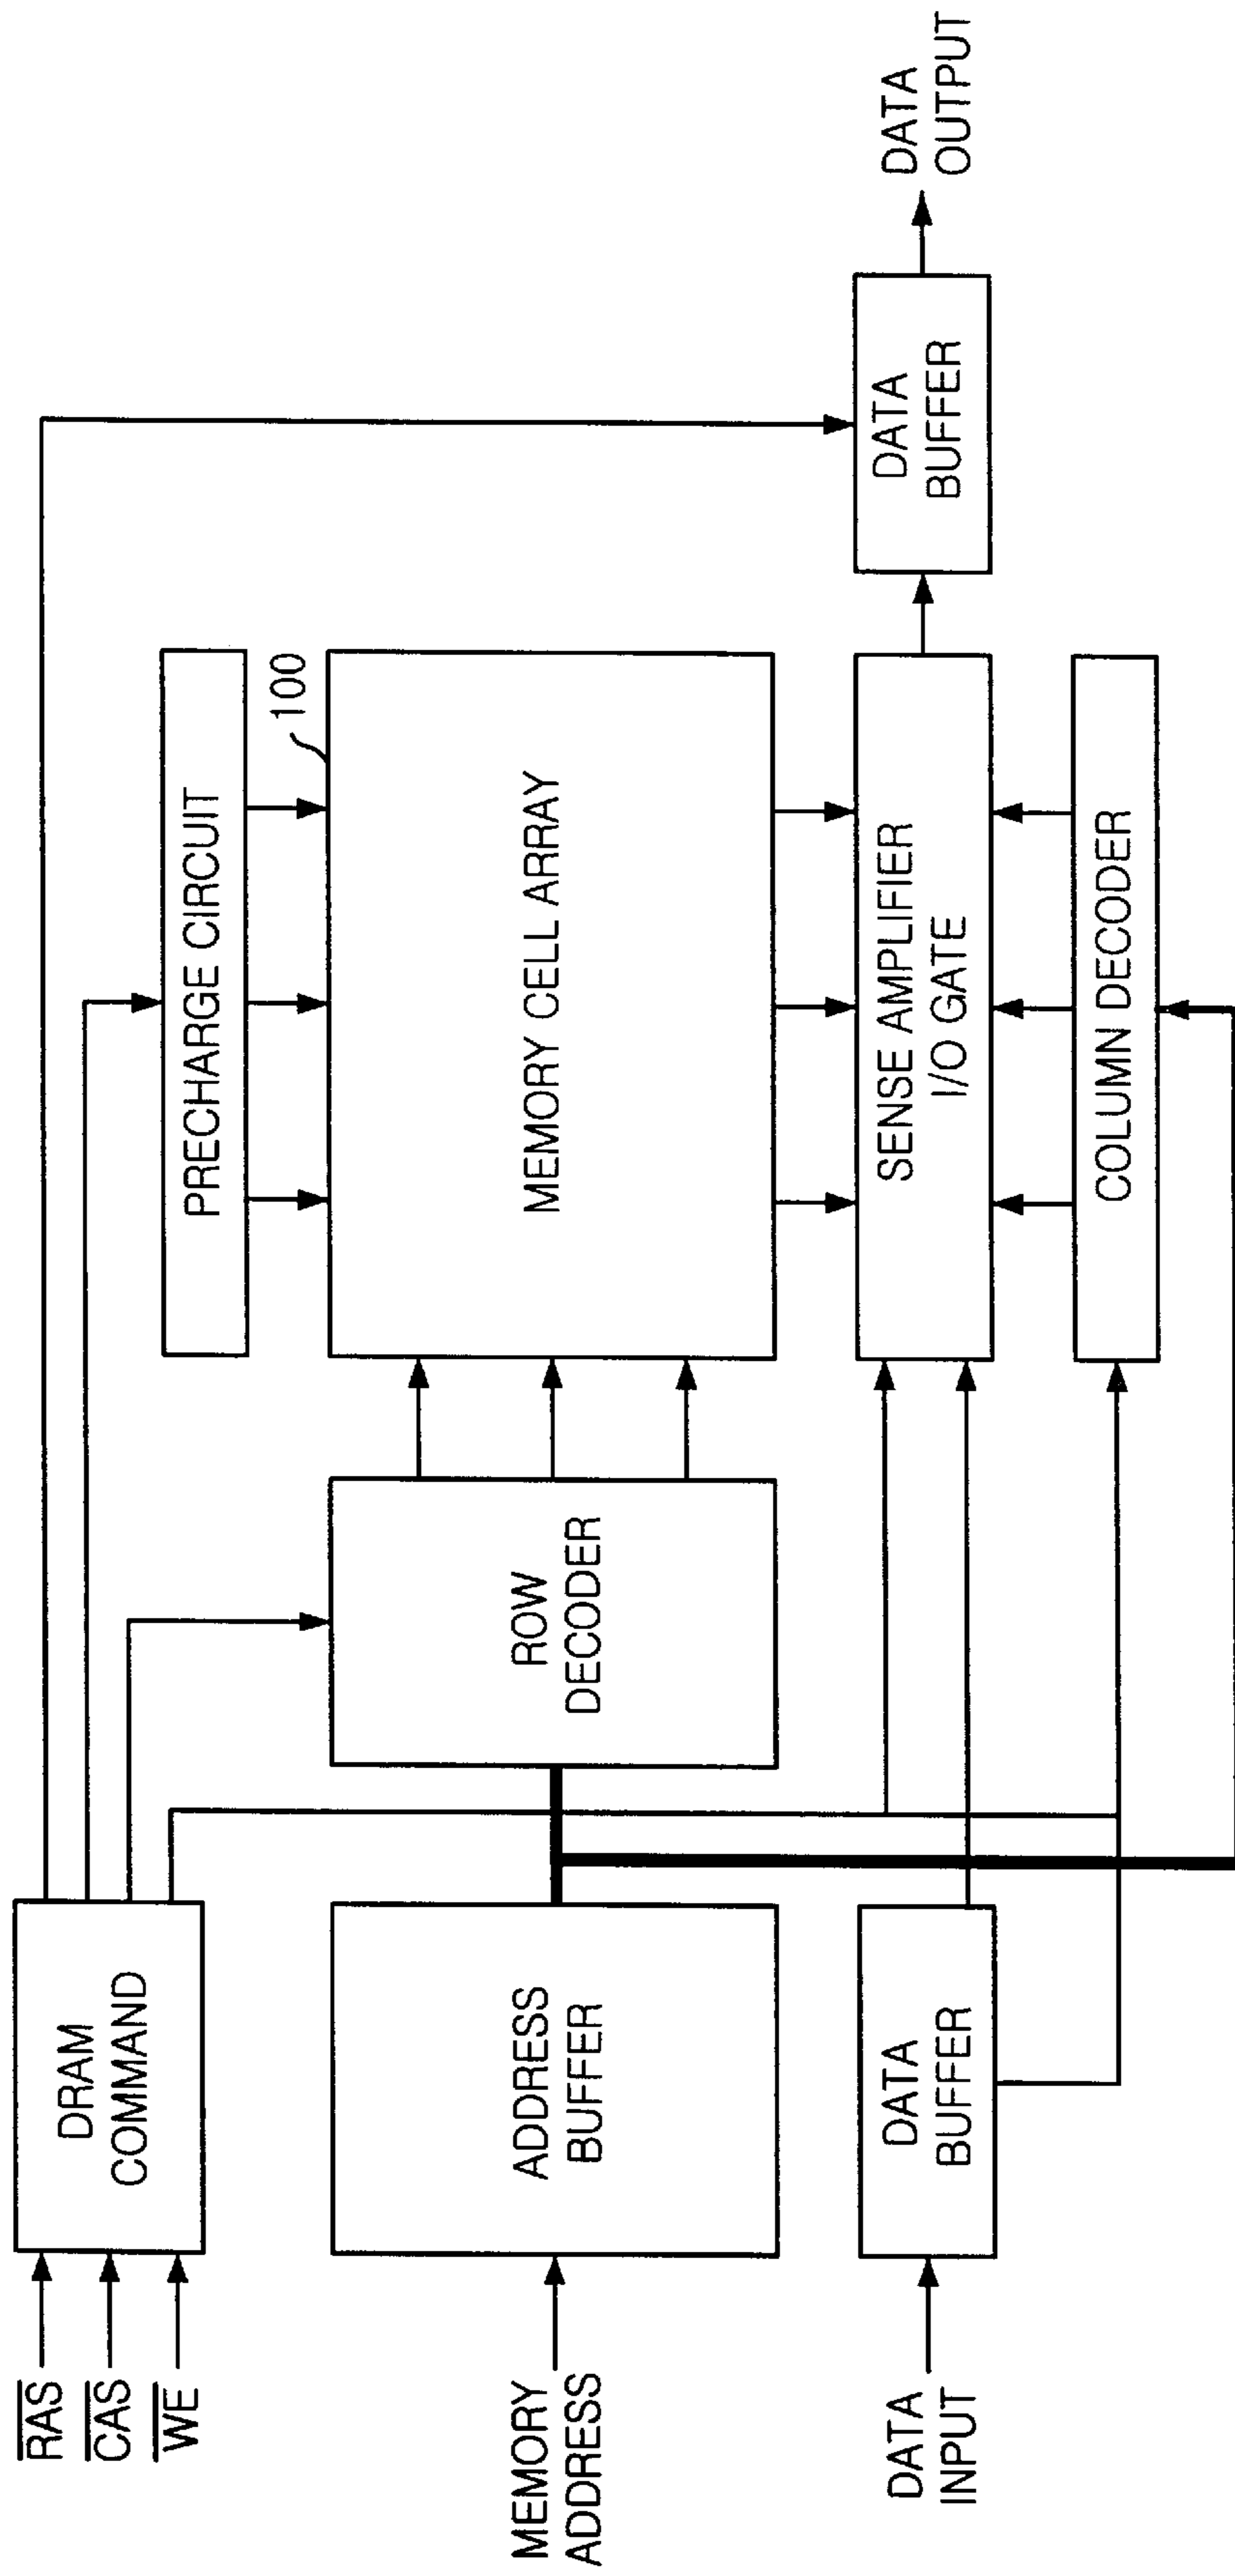 RAS
CAS
WE
DRAM
COMMAND
PRECHARGE CIRCUIT
100
MEMORY
ADDRESS
ADDRESS
BUFFER
ROW
DECODER
MEMORY CELL ARRAY
DATA
INPUT
DATA
BUFFER
SENSE AMPLIFIER
I/O GATE
DATA
BUFFER
DATA
OUTPUT
COLUMN DECODER